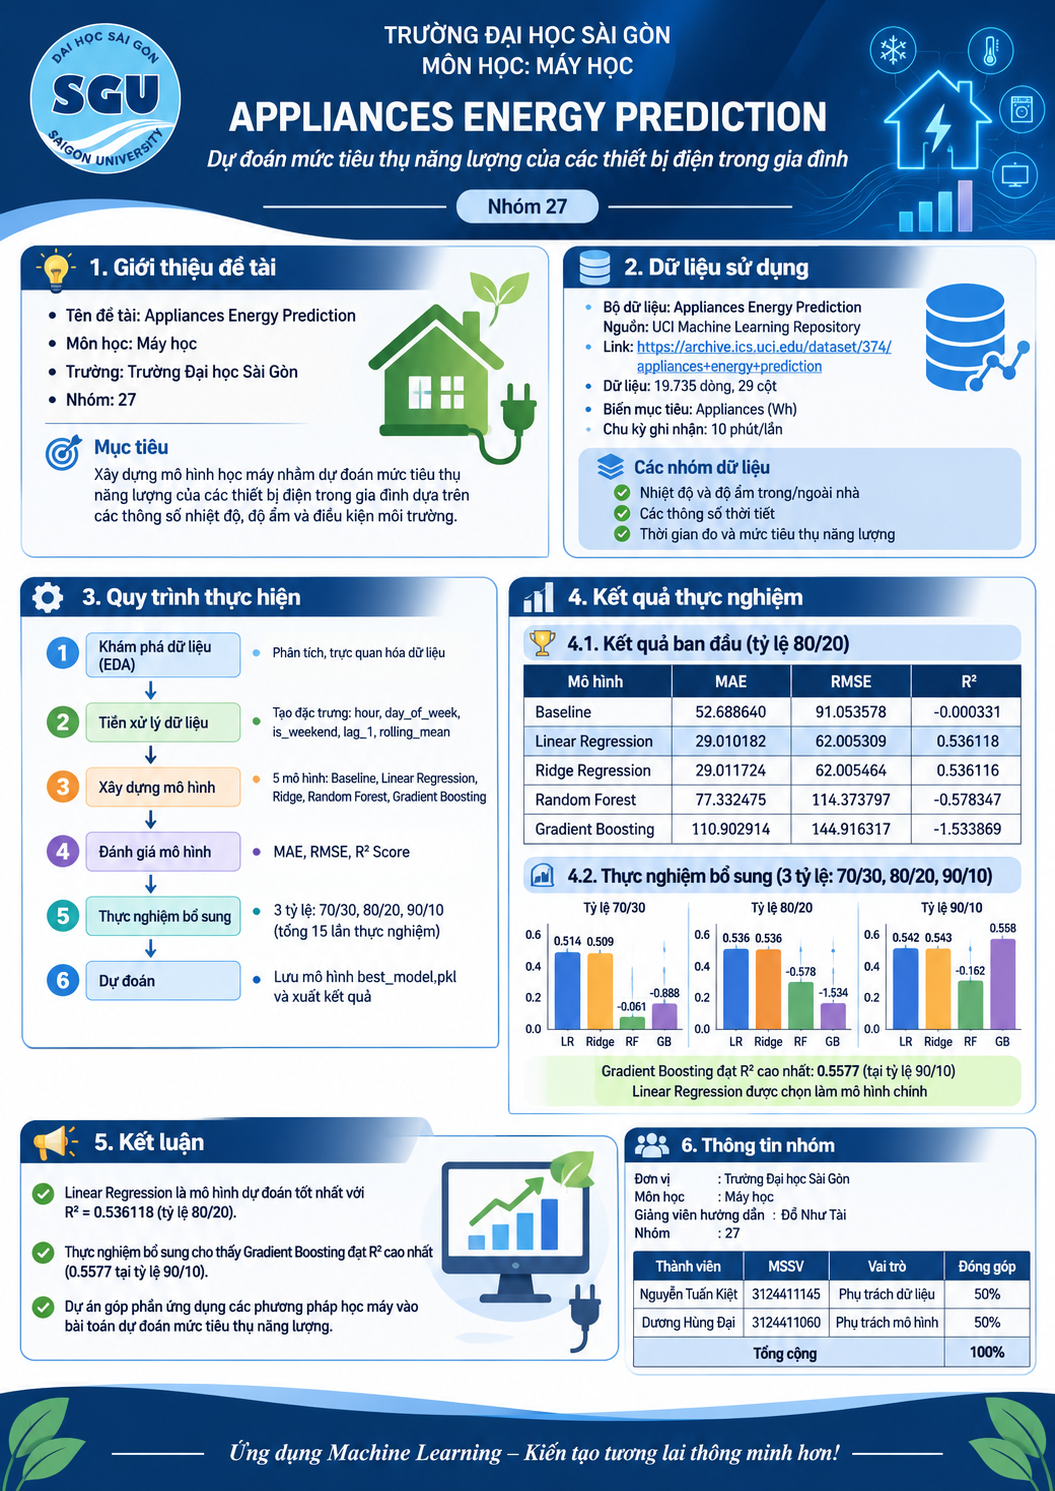 ĐẠI HỌC SÀI GÒN
SGU
SAIGON UNIVERSITY
TRƯỜNG ĐẠI HỌC SÀI GÒN
MÔN HỌC: MÁY HỌC
APPLIANCES ENERGY PREDICTION
Dự đoán mức tiêu thụ năng lượng của các thiết bị điện trong gia đình
Nhóm 27
1. Giới thiệu đề tài
• Tên đề tài: Appliances Energy Prediction
• Môn học: Máy học
• Trường: Trường Đại học Sài Gòn
• Nhóm: 27
Mục tiêu
Xây dựng mô hình học máy nhằm dự đoán mức tiêu thụ
năng lượng của các thiết bị điện trong gia đình dựa trên
các thông số nhiệt độ, độ ẩm và điều kiện môi trường.
2. Dữ liệu sử dụng
• Bộ dữ liệu: Appliances Energy Prediction
Nguồn: UCI Machine Learning Repository
• Link: https://archive.ics.uci.edu/dataset/374/
appliances+energy+prediction
• Dữ liệu: 19.735 dòng, 29 cột
• Biến mục tiêu: Appliances (Wh)
• Chu kỳ ghi nhận: 10 phút/lần
Các nhóm dữ liệu
Nhiệt độ và độ ẩm trong/ngoài nhà
Các thông số thời tiết
Thời gian đo và mức tiêu thụ năng lượng
3. Quy trình thực hiện
1 Khám phá dữ liệu
(EDA)
• Phân tích, trực quan hóa dữ liệu
2 Tiền xử lý dữ liệu
• Tạo đặc trưng: hour, day_of_week,
is_weekend, lag_1, rolling_mean
3 Xây dựng mô hình
• 5 mô hình: Baseline, Linear Regression,
Ridge, Random Forest, Gradient Boosting
4 Đánh giá mô hình
• MAE, RMSE, R² Score
5 Thực nghiệm bổ sung
• 3 tỷ lệ: 70/30, 80/20, 90/10
(tổng 15 lần thực nghiệm)
6 Dự đoán
• Lưu mô hình best_model,pkl
và xuất kết quả
4. Kết quả thực nghiệm
4.1. Kết quả ban đầu (tỷ lệ 80/20)
Mô hình MAE RMSE R²
Baseline 52.688640 91.053578 -0.000331
Linear Regression 29.010182 62.005309 0.536118
Ridge Regression 29.011724 62.005464 0.536116
Random Forest 77.332475 114.373797 -0.578347
Gradient Boosting 110.902914 144.916317 -1.533869
4.2. Thực nghiệm bổ sung (3 tỷ lệ: 70/30, 80/20, 90/10)
Tỷ lệ 70/30
0.6
0.4
0.2
0.0
0.514 0.509 -0.061 -0.888
LR Ridge RF GB
Tỷ lệ 80/20
0.6
0.4
0.2
0.0
0.536 0.536 -0.578 -1.534
LR Ridge RF GB
Tỷ lệ 90/10
0.6
0.4
0.2
0.0
0.542 0.543 -0.162 0.558
LR Ridge RF GB
Gradient Boosting đạt R² cao nhất: 0.5577 (tại tỷ lệ 90/10)
Linear Regression được chọn làm mô hình chính
5. Kết luận
Linear Regression là mô hình dự đoán tốt nhất với
R² = 0.536118 (tỷ lệ 80/20).
Thực nghiệm bổ sung cho thấy Gradient Boosting đạt R² cao nhất
(0.5577 tại tỷ lệ 90/10).
Dự án góp phần ứng dụng các phương pháp học máy vào
bài toán dự đoán mức tiêu thụ năng lượng.
6. Thông tin nhóm
Đơn vị : Trường Đại học Sài Gòn
Môn học : Máy học
Giảng viên hướng dẫn : Đỗ Như Tài
Nhóm : 27
Thành viên MSSV Vai trò Đóng góp
Nguyễn Tuấn Kiệt 3124411145 Phụ trách dữ liệu 50%
Dương Hùng Đại 3124411060 Phụ trách mô hình 50%
Tổng cộng 100%
Ứng dụng Machine Learning – Kiến tạo tương lai thông minh hơn!